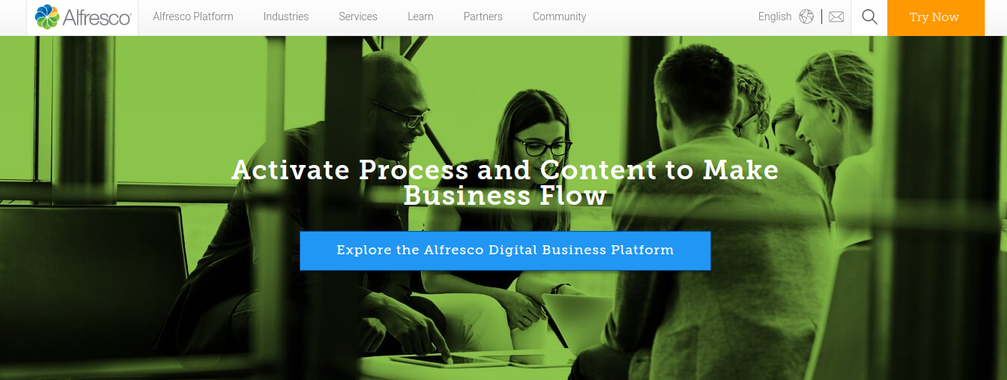 Alfresco
Alfresco Platform
Industries
Services
Learn
Partners
Community
English
Try Now
Activate Process and Content to Make
Business Flow
Explore the Alfresco Digital Business Platform